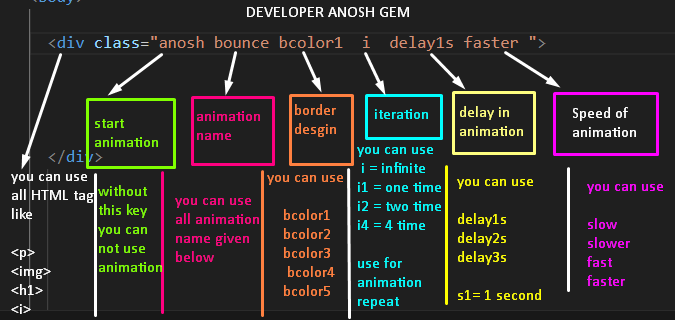 <body>
DEVELOPER ANOSH GEM
<div class="anosh bounce bcolor1 i delay1s faster ">
start
animation
animation
name
border
desgin
iteration
delay in
animation
Speed of
animation
</div>
you can use
all HTML tag
like
<p>
<img>
<h1>
<i>
without
this key
you can
not use
animation
you can use
all animation
name given
below
you can use
bcolor1
bcolor2
bcolor3
bcolor4
bcolor5
you can use
i = infinite
i1 = one time
i2 = two time
i4 = 4 time
use for
animation
repeat
you can use
delay1s
delay2s
delay3s
s1= 1 second
you can use
slow
slower
fast
faster